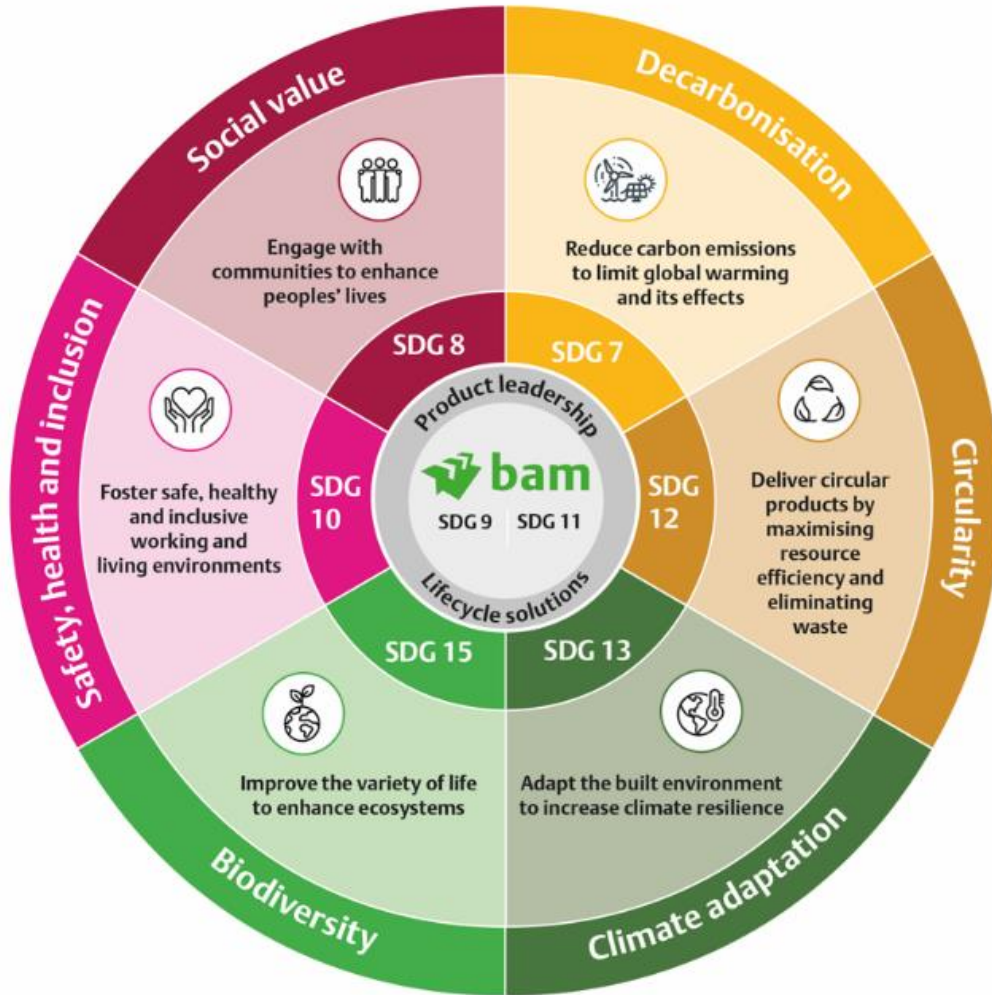 Social value
Engage with
communities to enhance
peoples' lives
SDG 8
Decarbonisation
Reduce carbon emissions
to limit global warming
and its effects
SDG 7
Circularity
Deliver circular
products by
maximising
resource
efficiency and
eliminating
waste
SDG
12
Climate adaptation
Adapt the built environment
to increase climate resilience
SDG 13
Biodiversity
Improve the variety of life
to enhance ecosystems
SDG 15
Safety, health and inclusion
Foster safe, healthy
and inclusive
working and
living environments
SDG
10
Product leadership
bam
SDG 9
SDG 11
Lifecycle solutions